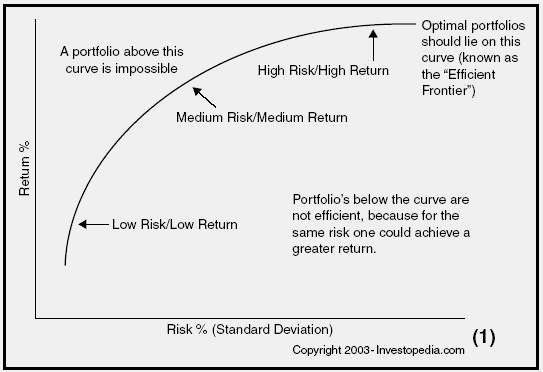 A portfolio above this
curve is impossible
Optimal portfolios
should lie on this
curve (known as
the “Efficient
Frontier”)
High Risk/High Return
Medium Risk/Medium Return
Low Risk/Low Return
Portfolio's below the curve are
not efficient, because for the
same risk one could achieve a
greater return.
Return %
Risk % (Standard Deviation)
(1)
Copyright 2003-Investopedia.com